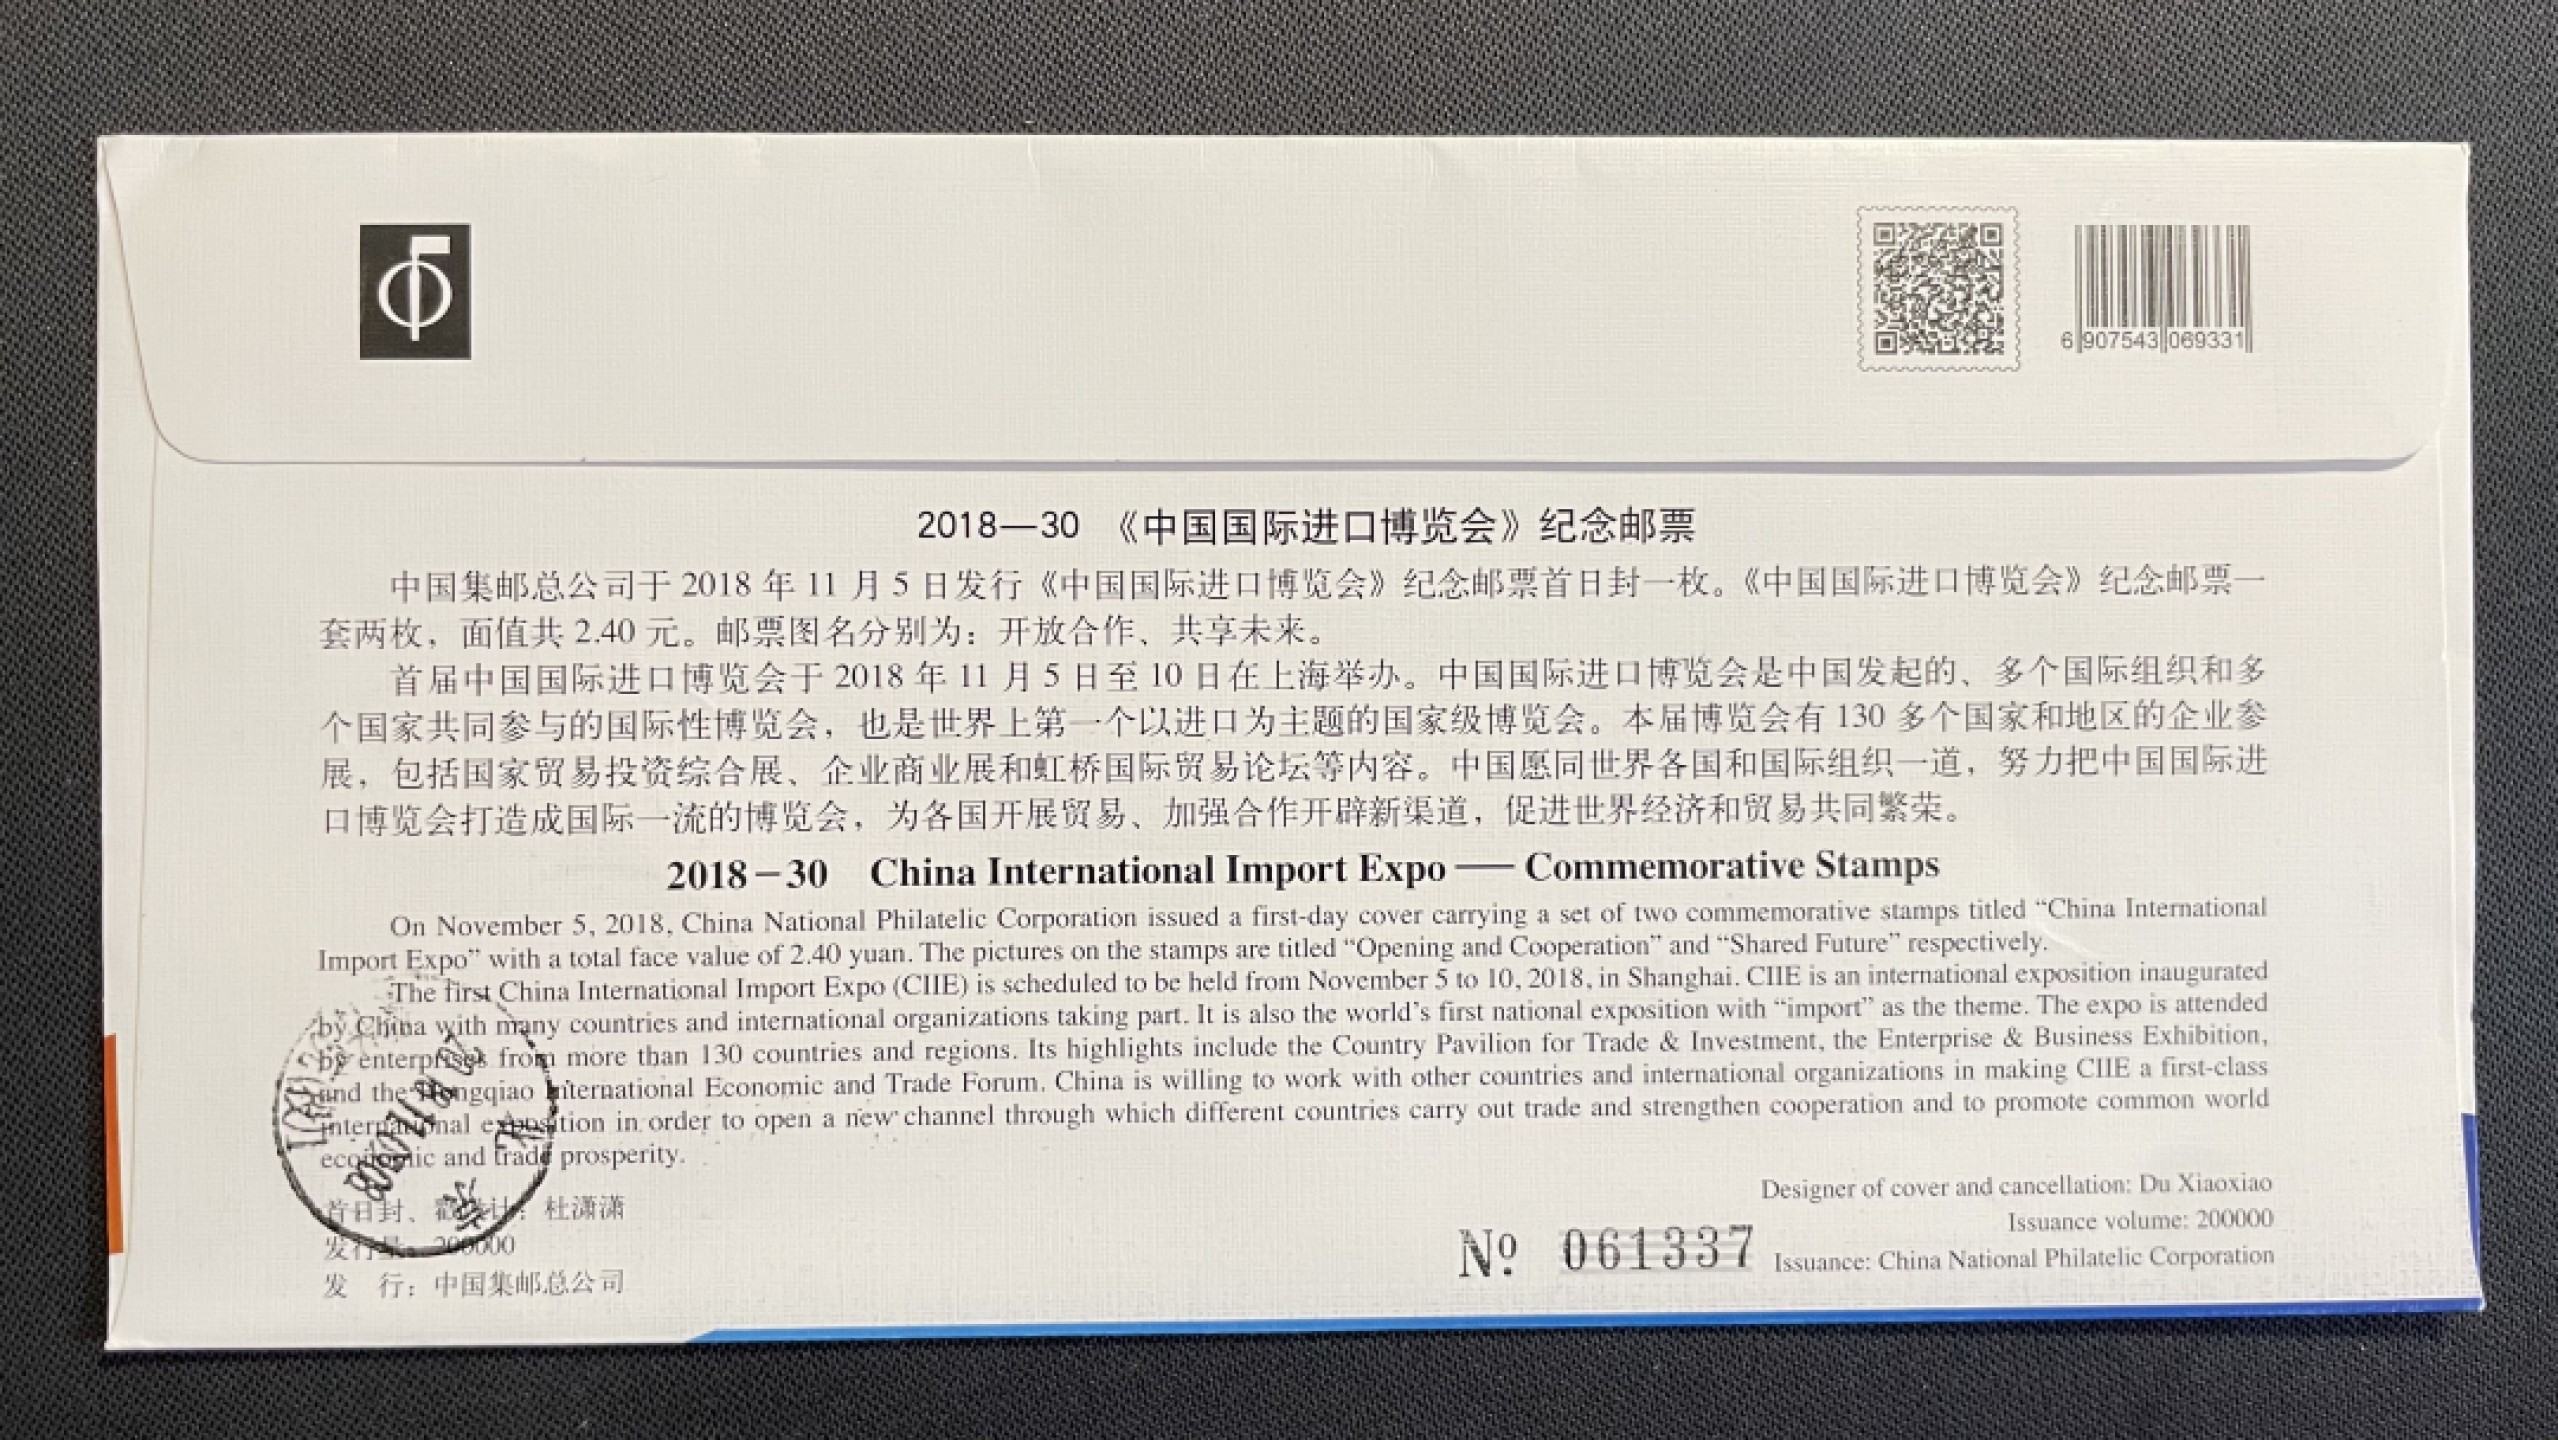 6 907543 069331
2018—30 《中国国际进口博览会》纪念邮票
中国集邮总公司于 2018 年 11 月 5 日发行《中国国际进口博览会》纪念邮票首日封一枚。《中国国际进口博览会》纪念邮票一
套两枚，面值共 2.40 元。邮票图名分别为：开放合作、共享未来。
首届中国国际进口博览会于 2018 年 11 月 5 日至 10 日在上海举办。中国国际进口博览会是中国发起的、多个国际组织和多
个国家共同参与的国际性博览会，也是世界上第一个以进口为主题的国家级博览会。本届博览会有 130 多个国家和地区的企业参
展，包括国家贸易投资综合展、企业商业展和虹桥国际贸易论坛等内容。中国愿同世界各国和国际组织一道，努力把中国国际进
口博览会打造成国际一流的博览会，为各国开展贸易、加强合作开辟新渠道，促进世界经济和贸易共同繁荣。
2018－30 China International Import Expo —— Commemorative Stamps
On November 5, 2018, China National Philatelic Corporation issued a first-day cover carrying a set of two commemorative stamps titled “China International
Import Expo” with a total face value of 2.40 yuan. The pictures on the stamps are titled “Opening and Cooperation” and “Shared Future” respectively.
The first China International Import Expo (CIIE) is scheduled to be held from November 5 to 10, 2018, in Shanghai. CIIE is an international exposition inaugurated
by China with many countries and international organizations taking part. It is also the world’s first national exposition with “import” as the theme. The expo is attended
by enterprises from more than 130 countries and regions. Its highlights include the Country Pavilion for Trade & Investment, the Enterprise & Business Exhibition,
and the Hongqiao International Economic and Trade Forum. China is willing to work with other countries and international organizations in making CIIE a first-class
international exposition in order to open a new channel through which different countries carry out trade and strengthen cooperation and to promote common world
economic and trade prosperity.
首日封、戳设计：杜潇潇
发行量：200000
发 行：中国集邮总公司
Nº 061337
Designer of cover and cancellation: Du Xiaoxiao
Issuance volume: 200000
Issuance: China National Philatelic Corporation